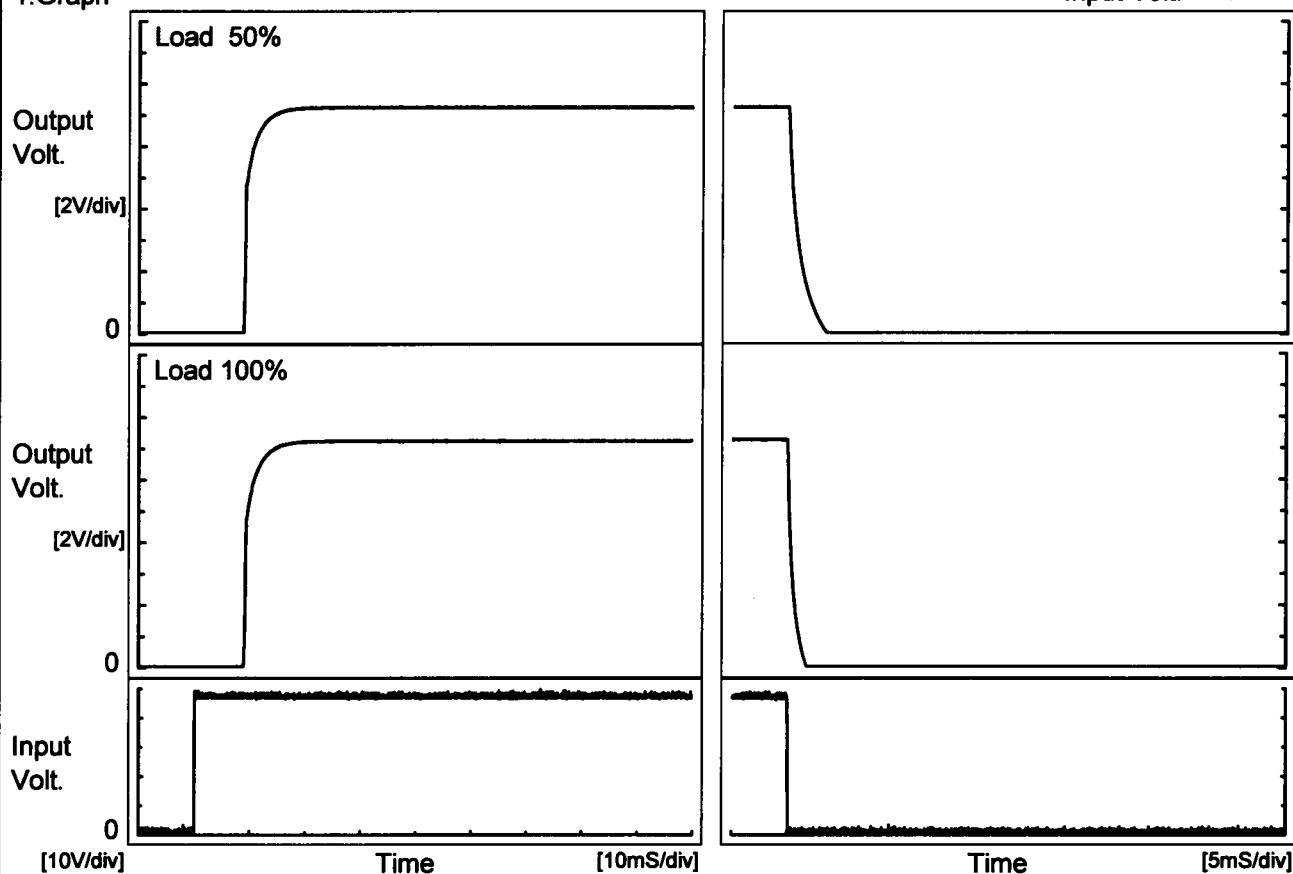 Load 50%
Output
Volt.
[2V/div]
0
Load 100%
Output
Volt.
[2V/div]
0
Input
Volt.
0
[10V/div]
Time
[10mS/div]
Time
[5mS/div]